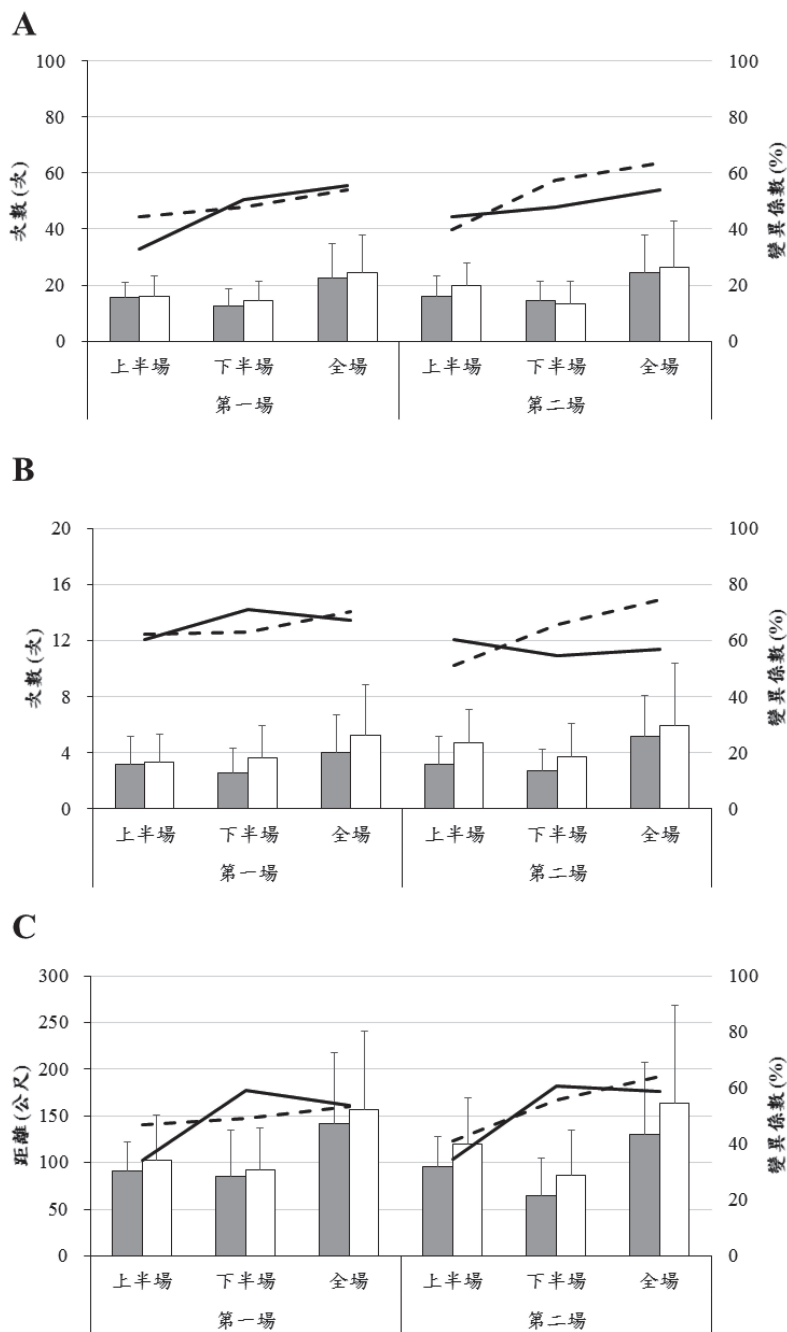 A
100 100
80 80
60 60
40 40
20 20
0 0
次數(次)
變異係數(%)
上半場 下半場 全場 上半場 下半場 全場
第一場 第二場
B
20 100
16 80
12 60
8 40
4 20
0 0
次數(次)
變異係數(%)
上半場 下半場 全場 上半場 下半場 全場
第一場 第二場
C
300 100
250 80
200 60
150
100 40
50 20
0 0
距離(公尺)
變異係數(%)
上半場 下半場 全場 上半場 下半場 全場
第一場 第二場